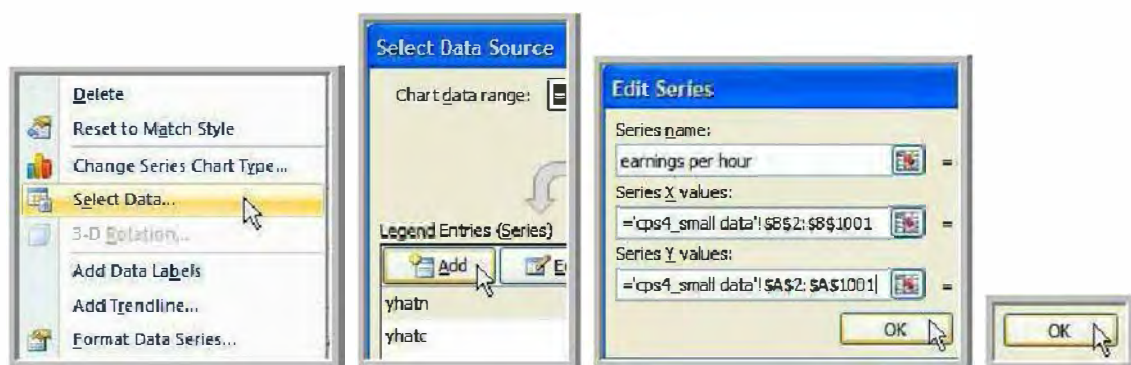 Delete
Reset to Match Style
Change Series Chart Type...
Select Data...
3-D Rotation...
Add Data Labels
Add Trendline...
Format Data Series...
Select Data Source
Chart data range: =
Legend Entries (Series)
Add E
yhatn
yhatc
Edit Series
Series name:
earnings per hour =
Series X values:
='cps4_small data'!$B$2:$B$1001 =
Series Y values:
='cps4_small data'!$A$2:$A$1001 =
OK
OK